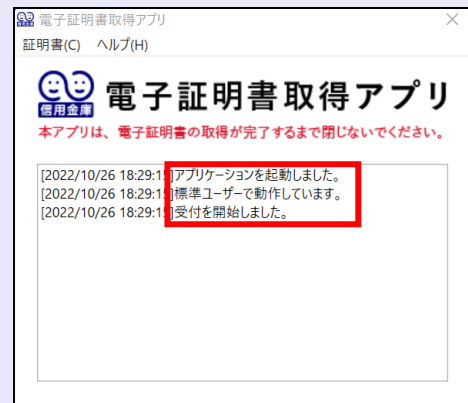 電子証明書取得アプリ
証明書(C) ヘルプ(H)
信用金庫
電子証明書取得アプリ
本アプリは、電子証明書の取得が完了するまで閉じないでください。
[2022/10/26 18:29:15]アプリケーションを起動しました。
[2022/10/26 18:29:15]標準ユーザーで動作しています。
[2022/10/26 18:29:15]受付を開始しました。